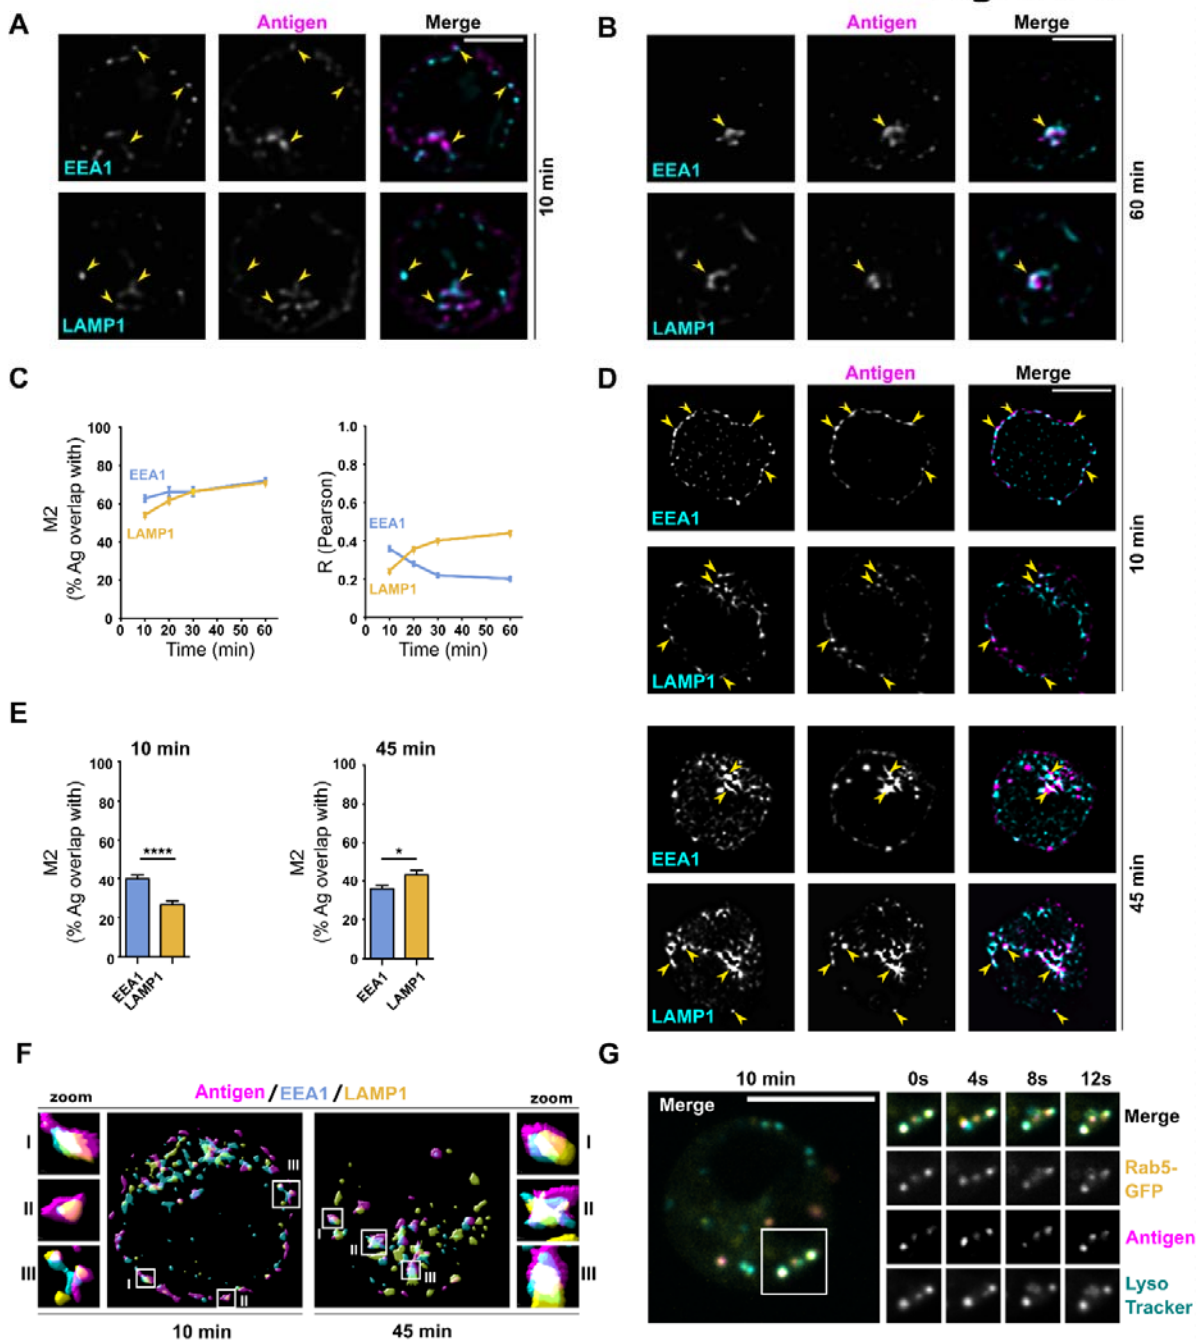 A
Antigen
Merge
EEA1
LAMP1
10 min
B
Antigen
Merge
EEA1
LAMP1
60 min
C
M2
(% Ag overlap with)
100
80
60
40
20
0
EEA1
LAMP1
0 10 20 30 40 50 60
Time (min)
R (Pearson)
1.0
0.8
0.6
0.4
0.2
0
EEA1
LAMP1
0 10 20 30 40 50 60
Time (min)
D
Antigen
Merge
EEA1
LAMP1
10 min
EEA1
LAMP1
45 min
E
10 min
M2
(% Ag overlap with)
100
80
60
40
20
0
****
EEA1
LAMP1
45 min
M2
(% Ag overlap with)
100
80
60
40
20
0
*
EEA1
LAMP1
F
Antigen/EEA1/LAMP1
zoom
zoom
I
II
III
I
II
III
I
II
III
I
II
III
10 min
45 min
G
10 min
Merge
0s 4s 8s 12s
Merge
Rab5-
GFP
Antigen
Lyso
Tracker